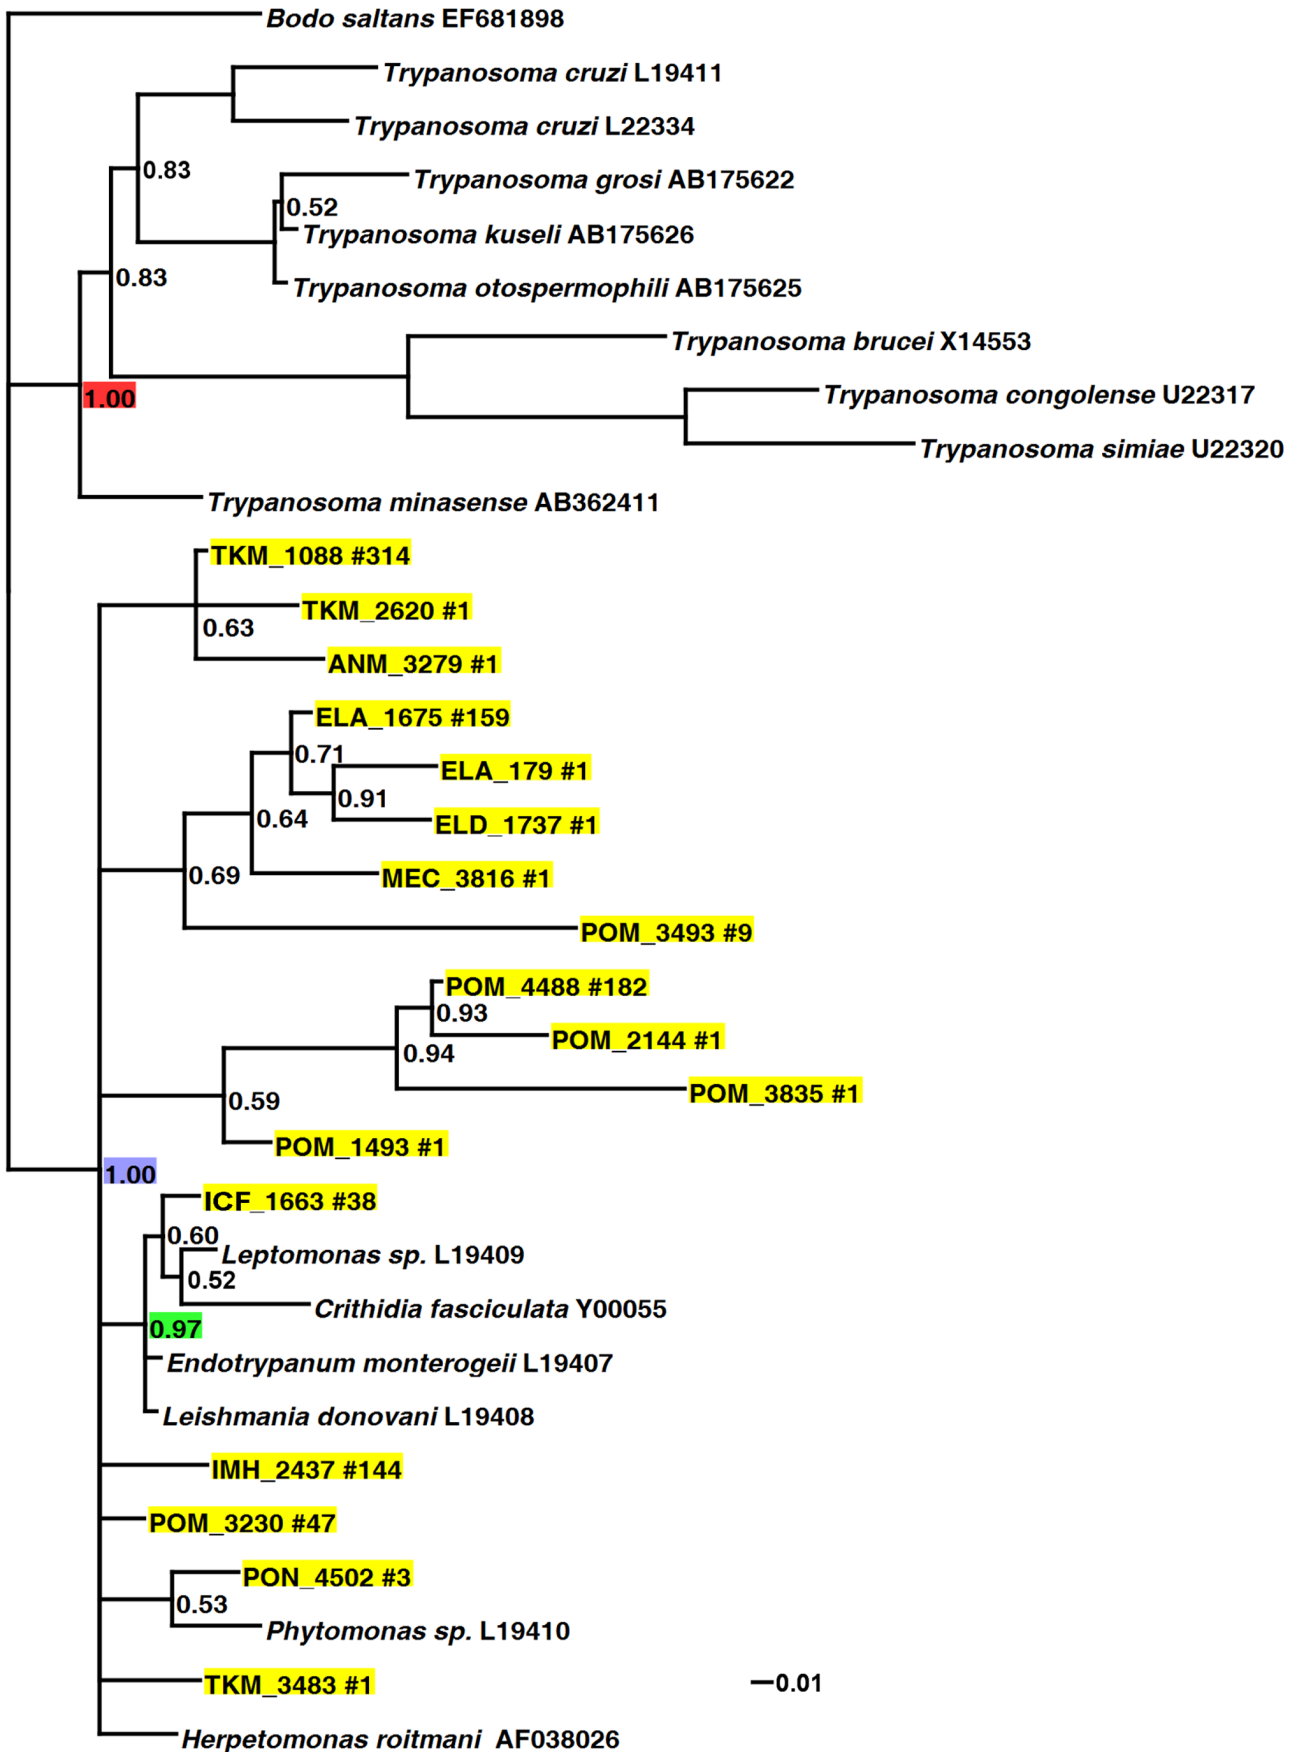 Bodo saltans EF681898
Trypanosoma cruzi L19411
Trypanosoma cruzi L22334
0.83
Trypanosoma grosi AB175622
0.52
Trypanosoma kuseli AB175626
0.83
Trypanosoma otospermophili AB175625
Trypanosoma brucei X14553
1.00
Trypanosoma congolense U22317
Trypanosoma simiae U22320
Trypanosoma minasense AB362411
TKM_1088 #314
TKM_2620 #1
0.63
ANM_3279 #1
ELA_1675 #159
0.71
ELA_179 #1
0.91
0.64
ELD_1737 #1
MEC_3816 #1
0.69
POM_3493 #9
POM_4488 #182
0.93
POM_2144 #1
0.94
POM_3835 #1
0.59
POM_1493 #1
1.00
ICF_1663 #38
0.60
Leptomonas sp. L19409
0.52
Crithidia fasciculata Y00055
0.97
Endotrypanum monterogeii L19407
Leishmania donovani L19408
IMH_2437 #144
POM_3230 #47
PON_4502 #3
0.53
Phytomonas sp. L19410
TKM_3483 #1
0.01
Herpetomonas roitmani AF038026